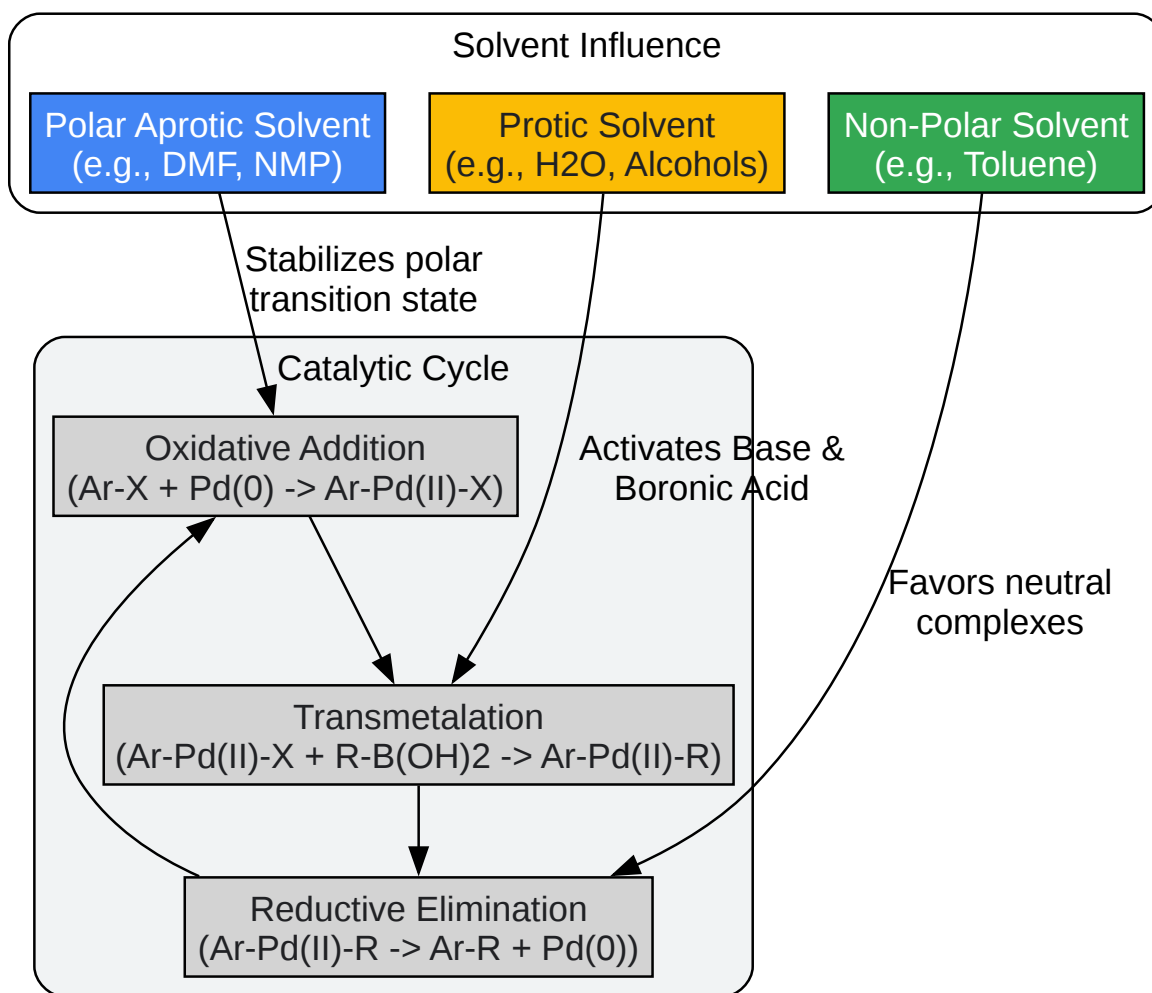 Solvent Influence
Polar Aprotic Solvent
(e.g., DMF, NMP)
Protic Solvent
(e.g., H2O, Alcohols)
Non-Polar Solvent
(e.g., Toluene)
Stabilizes polar
transition state
Catalytic Cycle
Oxidative Addition
(Ar-X + Pd(0) -> Ar-Pd(II)-X)
Activates Base &
Boronic Acid
Favors neutral
complexes
Transmetalation
(Ar-Pd(II)-X + R-B(OH)2 -> Ar-Pd(II)-R)
Reductive Elimination
(Ar-Pd(II)-R -> Ar-R + Pd(0))